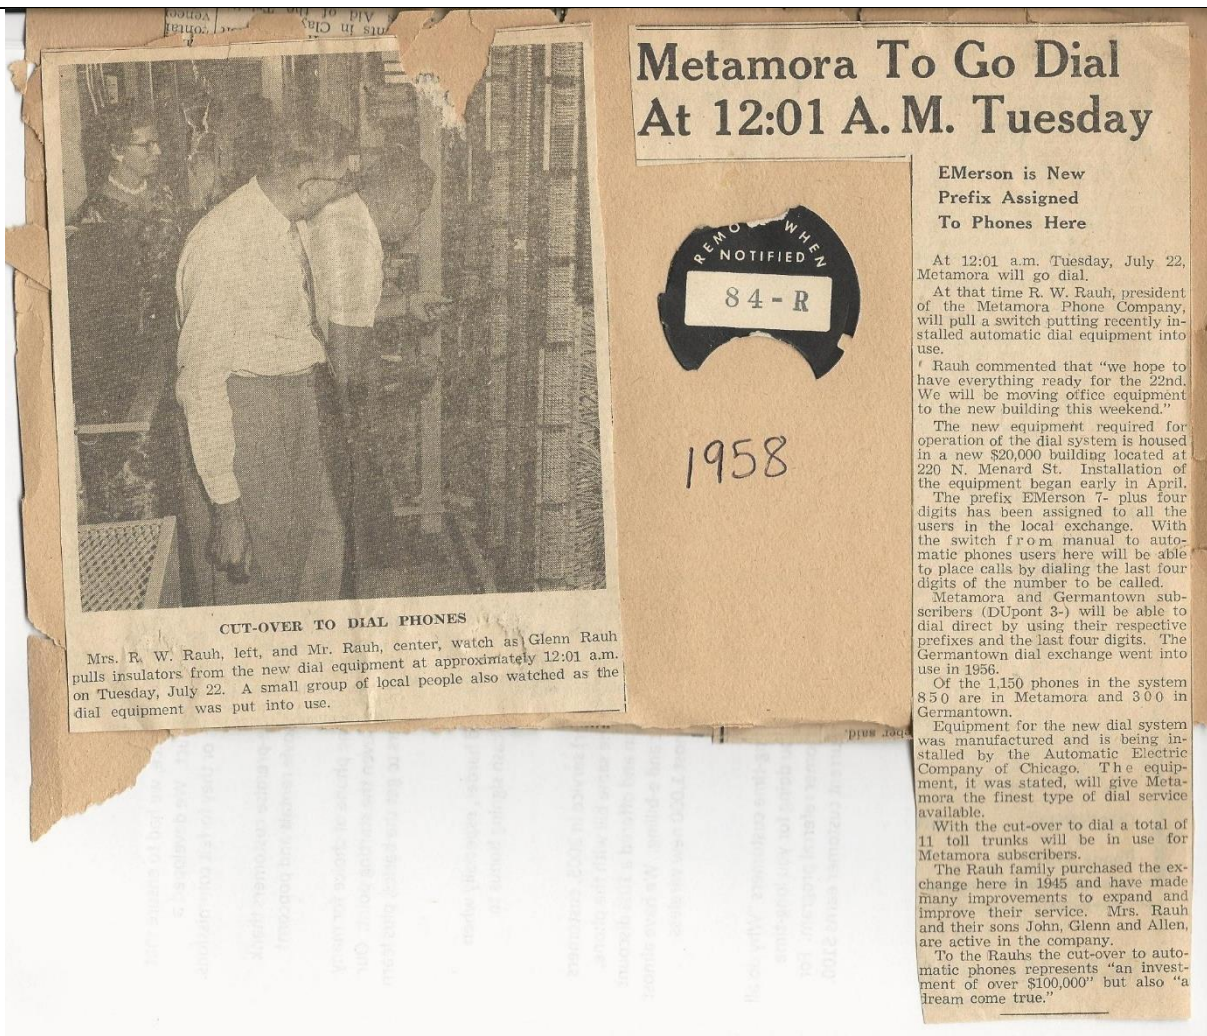 CUT-OVER TO DIAL PHONES
Mrs. R. W. Rauh, left, and Mr. Rauh, center, watch as Glenn Rauh
pulls insulators from the new dial equipment at approximately 12:01 a.m.
on Tuesday, July 22. A small group of local people also watched as the
dial equipment was put into use.
Metamora To Go Dial
At 12:01 A. M. Tuesday
WHEN
NOTIFIED
84-R
1958
EMerson is New
Prefix Assigned
To Phones Here
At 12:01 a.m. Tuesday, July 22,
Metamora will go dial.
At that time R. W. Rauh, president
of the Metamora Phone Company,
will pull a switch putting recently in-
stalled automatic dial equipment into
use.
Rauh commented that "we hope to
have everything ready for the 22nd.
We will be moving office equipment
to the new building this weekend."
The new equipment required for
operation of the dial system is housed
in a new $20,000 building located at
220 N. Menard St. Installation of
the equipment began early in April.
The prefix EMerson 7- plus four
digits has been assigned to all the
users in the local exchange. With
the switch from manual to auto-
matic phones users here will be able
to place calls by dialing the last four
digits of the number to be called.
Metamora and Germantown sub-
scribers (DUpont 3-) will be able to
dial direct by using their respective
prefixes and the last four digits. The
Germantown dial exchange went into
use in 1956.
Of the 1,150 phones in the system
850 are in Metamora and 300 in
Germantown.
Equipment for the new dial system
was manufactured and is being in-
stalled by the Automatic Electric
Company of Chicago. The equip-
ment, it was stated, will give Meta-
mora the finest type of dial service
available.
With the cut-over to dial a total of
11 toll trunks will be in use for
Metamora subscribers.
The Rauh family purchased the ex-
change here in 1945 and have made
many improvements to expand and
improve their service. Mrs. Rauh
and their sons John, Glenn and Allen,
are active in the company.
To the Rauhs the cut-over to auto-
matic phones represents "an invest-
ment of over $100,000" but also "a
dream come true."